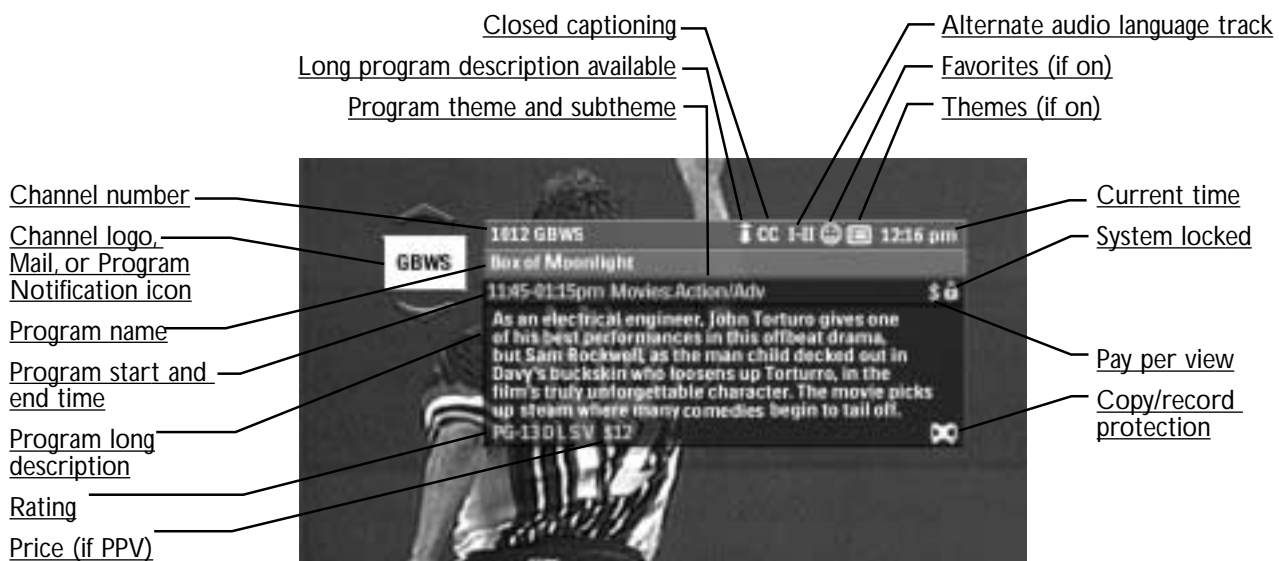 Closed captioning
Long program description available
Program theme and subtheme
Alternate audio language track
Favorites (if on)
Themes (if on)
Channel number
Channel logo,
Mail, or Program
Notification icon
Program name
Program start and
end time
Program long
description
Rating
Price (if PPV)
GBWS
1012 GBWS
CC I-II 12:16 pm
Box of Moonlight
11:45-01:15pm Movies:Action/Adv $
As an electrical engineer, John Torturo gives one
of his best performances in this offbeat drama,
but Sam Rockwell, as the man child decked out in
Davy's buckskin who loosens up Torturro, in the
film's truly unforgettable character. The movie picks
up steam where many comedies begin to tail off.
PG-13 D L S V $12
Current time
System locked
Pay per view
Copy/record
protection